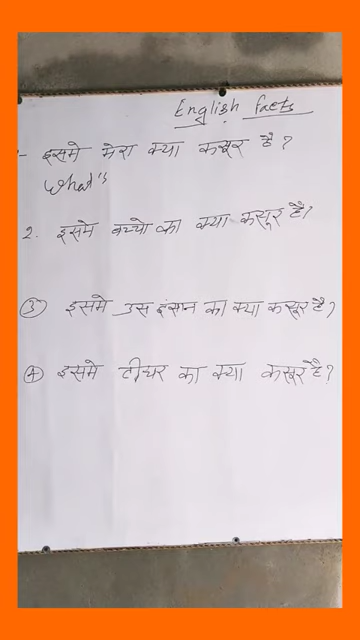 English facts
1- इसमे मेरा क्या कसूर है?
What's
2. इसमे बच्चो का क्या कसूर है?
③ इसमे उस इंसान का क्या कसूर है?
④ इसमे टीचर का क्या कसूर है?